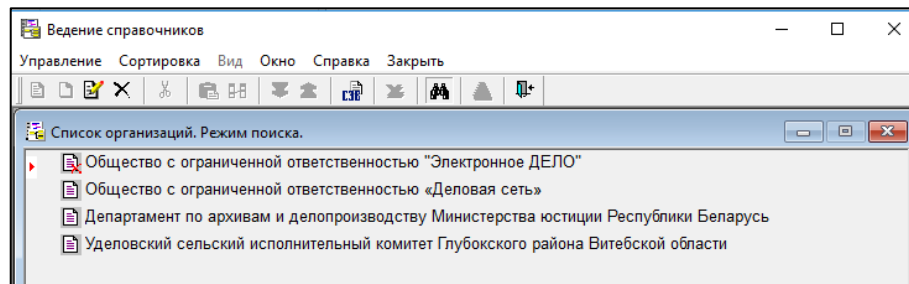 Ведение справочников
Управление Сортировка Вид Окно Справка Закрыть
СЭВ
Список организаций. Режим поиска.
Общество с ограниченной ответственностью "Электронное ДЕЛО"
Общество с ограниченной ответственностью «Деловая сеть»
Департамент по архивам и делопроизводству Министерства юстиции Республики Беларусь
Уделовский сельский исполнительный комитет Глубокского района Витебской области